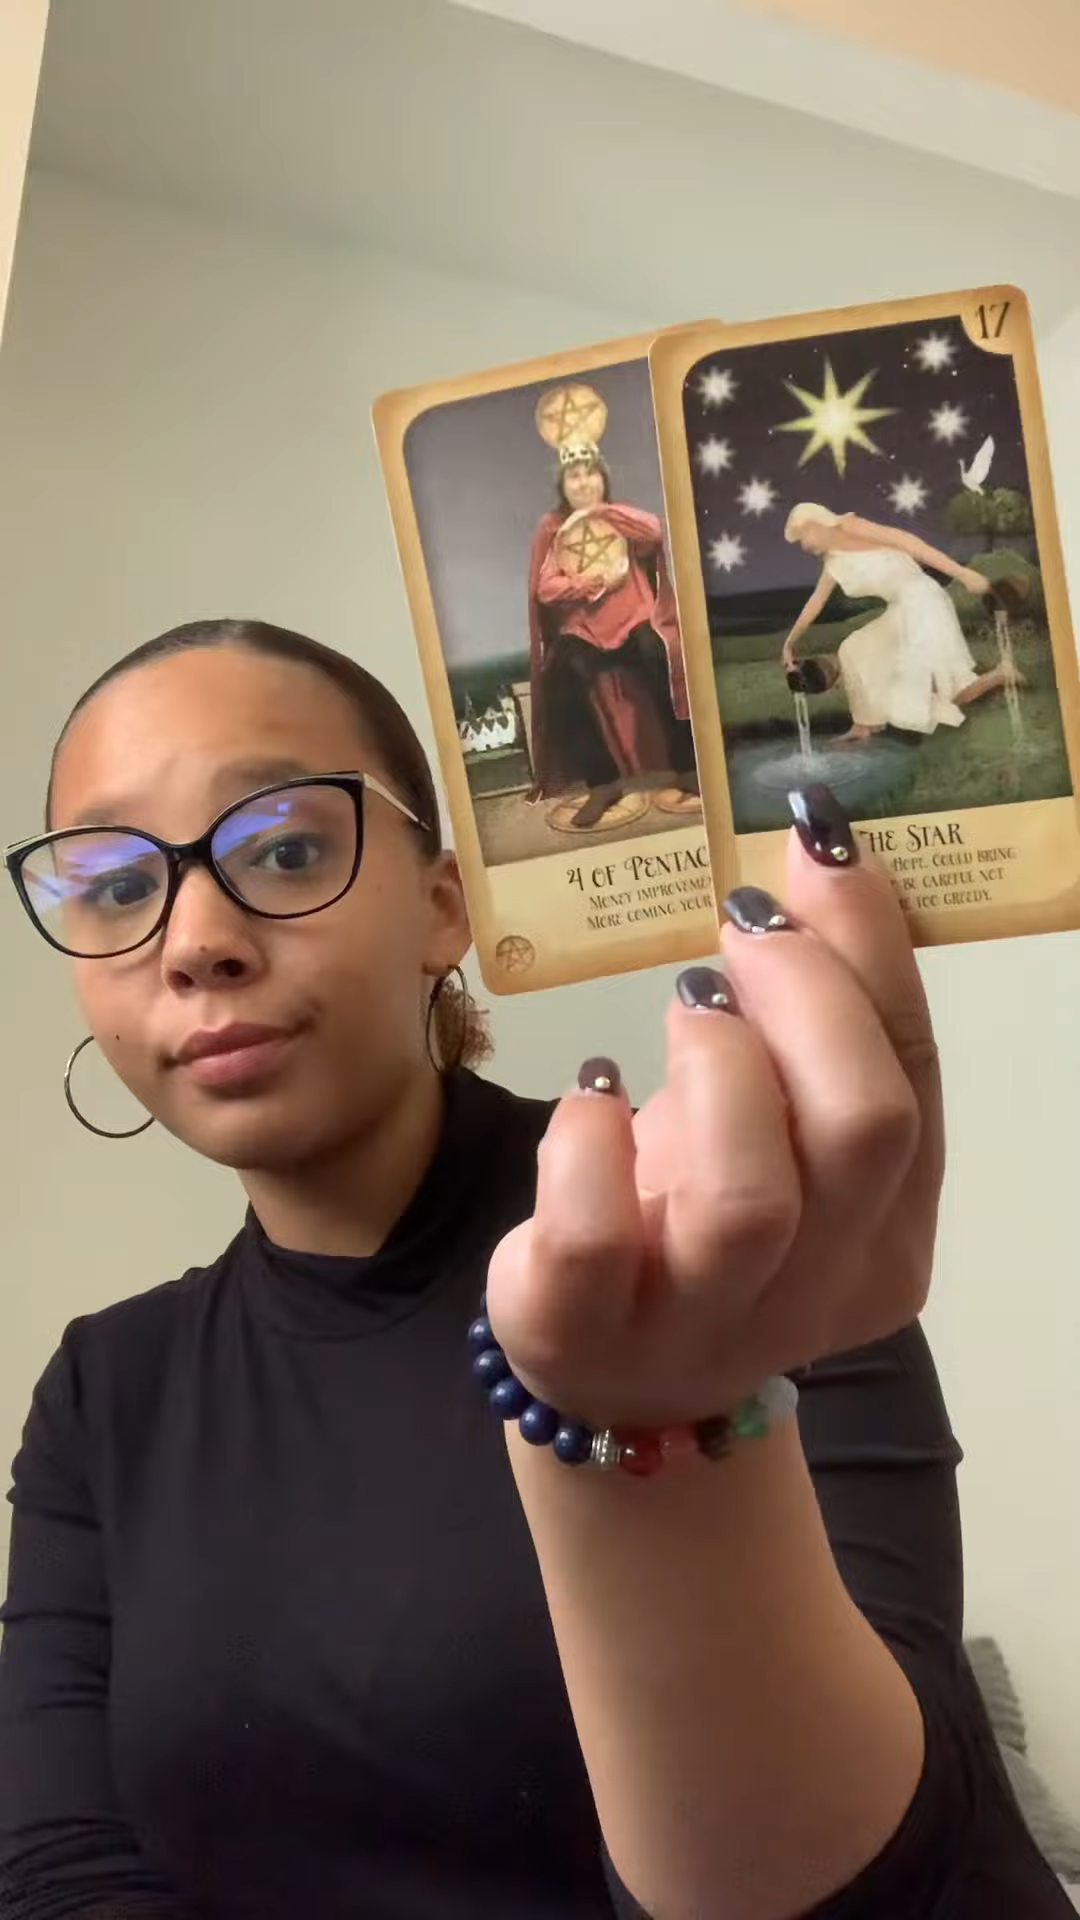 17
4 OF PENTAC
MONEY IMPROVEME
MORE COMING YOUR
THE STAR
HOPE. COULD BRING
BE CAREFUL NOT
TOO GREEDY.